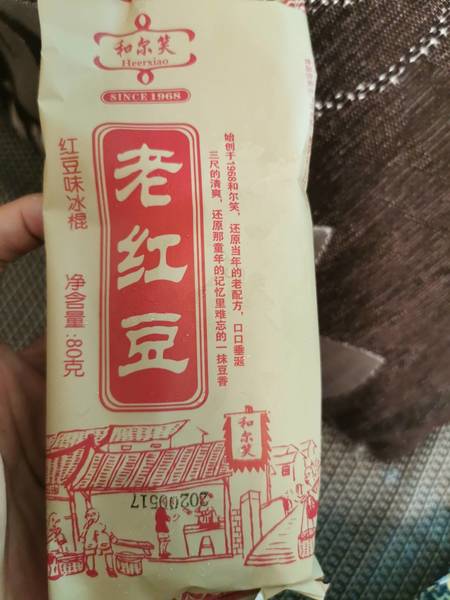 和尔笑
Heerxiao
SINCE 1968
老红豆
红豆味冰棍
净含量:80克
始创于1968和尔笑,还原当年的老配方,口口垂涎
三尺的清爽,还原那童年的记忆里难忘的一抹豆香
和尔笑
20200517